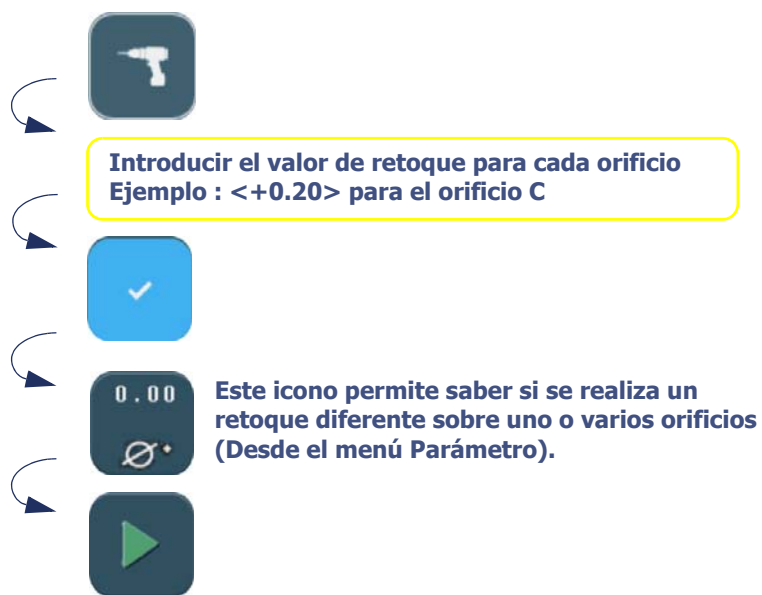 Introducir el valor de retoque para cada orificio
Ejemplo : <+0.20> para el orificio C
0.00
Este icono permite saber si se realiza un
retoque diferente sobre uno o varios orificios
(Desde el menú Parámetro).